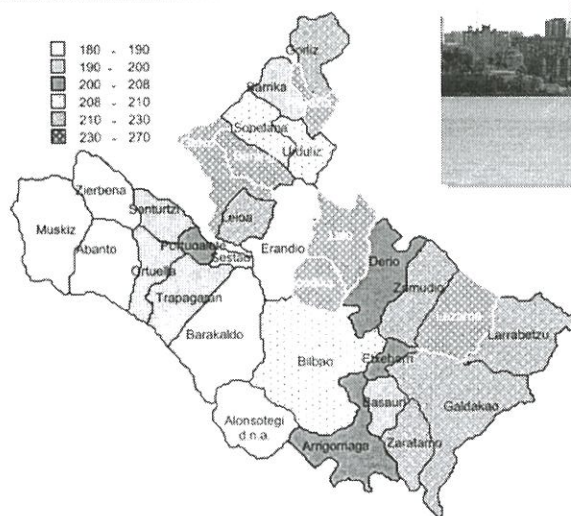 180 - 190
190 - 200
200 - 208
208 - 210
210 - 230
230 - 270
Gorliz
Barrika
Sopelana
Urduliz
Zierbena
Santurtzi
Leioa
Muskiz
Abanto
Portugalete
Sestao
Erandio
Derio
Ortuella
Zamudio
Trapagaran
Lezama
Larrabetzu
Barakaldo
Bilbao
Etxebarri
Basauri
Galdakao
Alonsotegi
d.n.a.
Arrigorriaga
Zaratamo